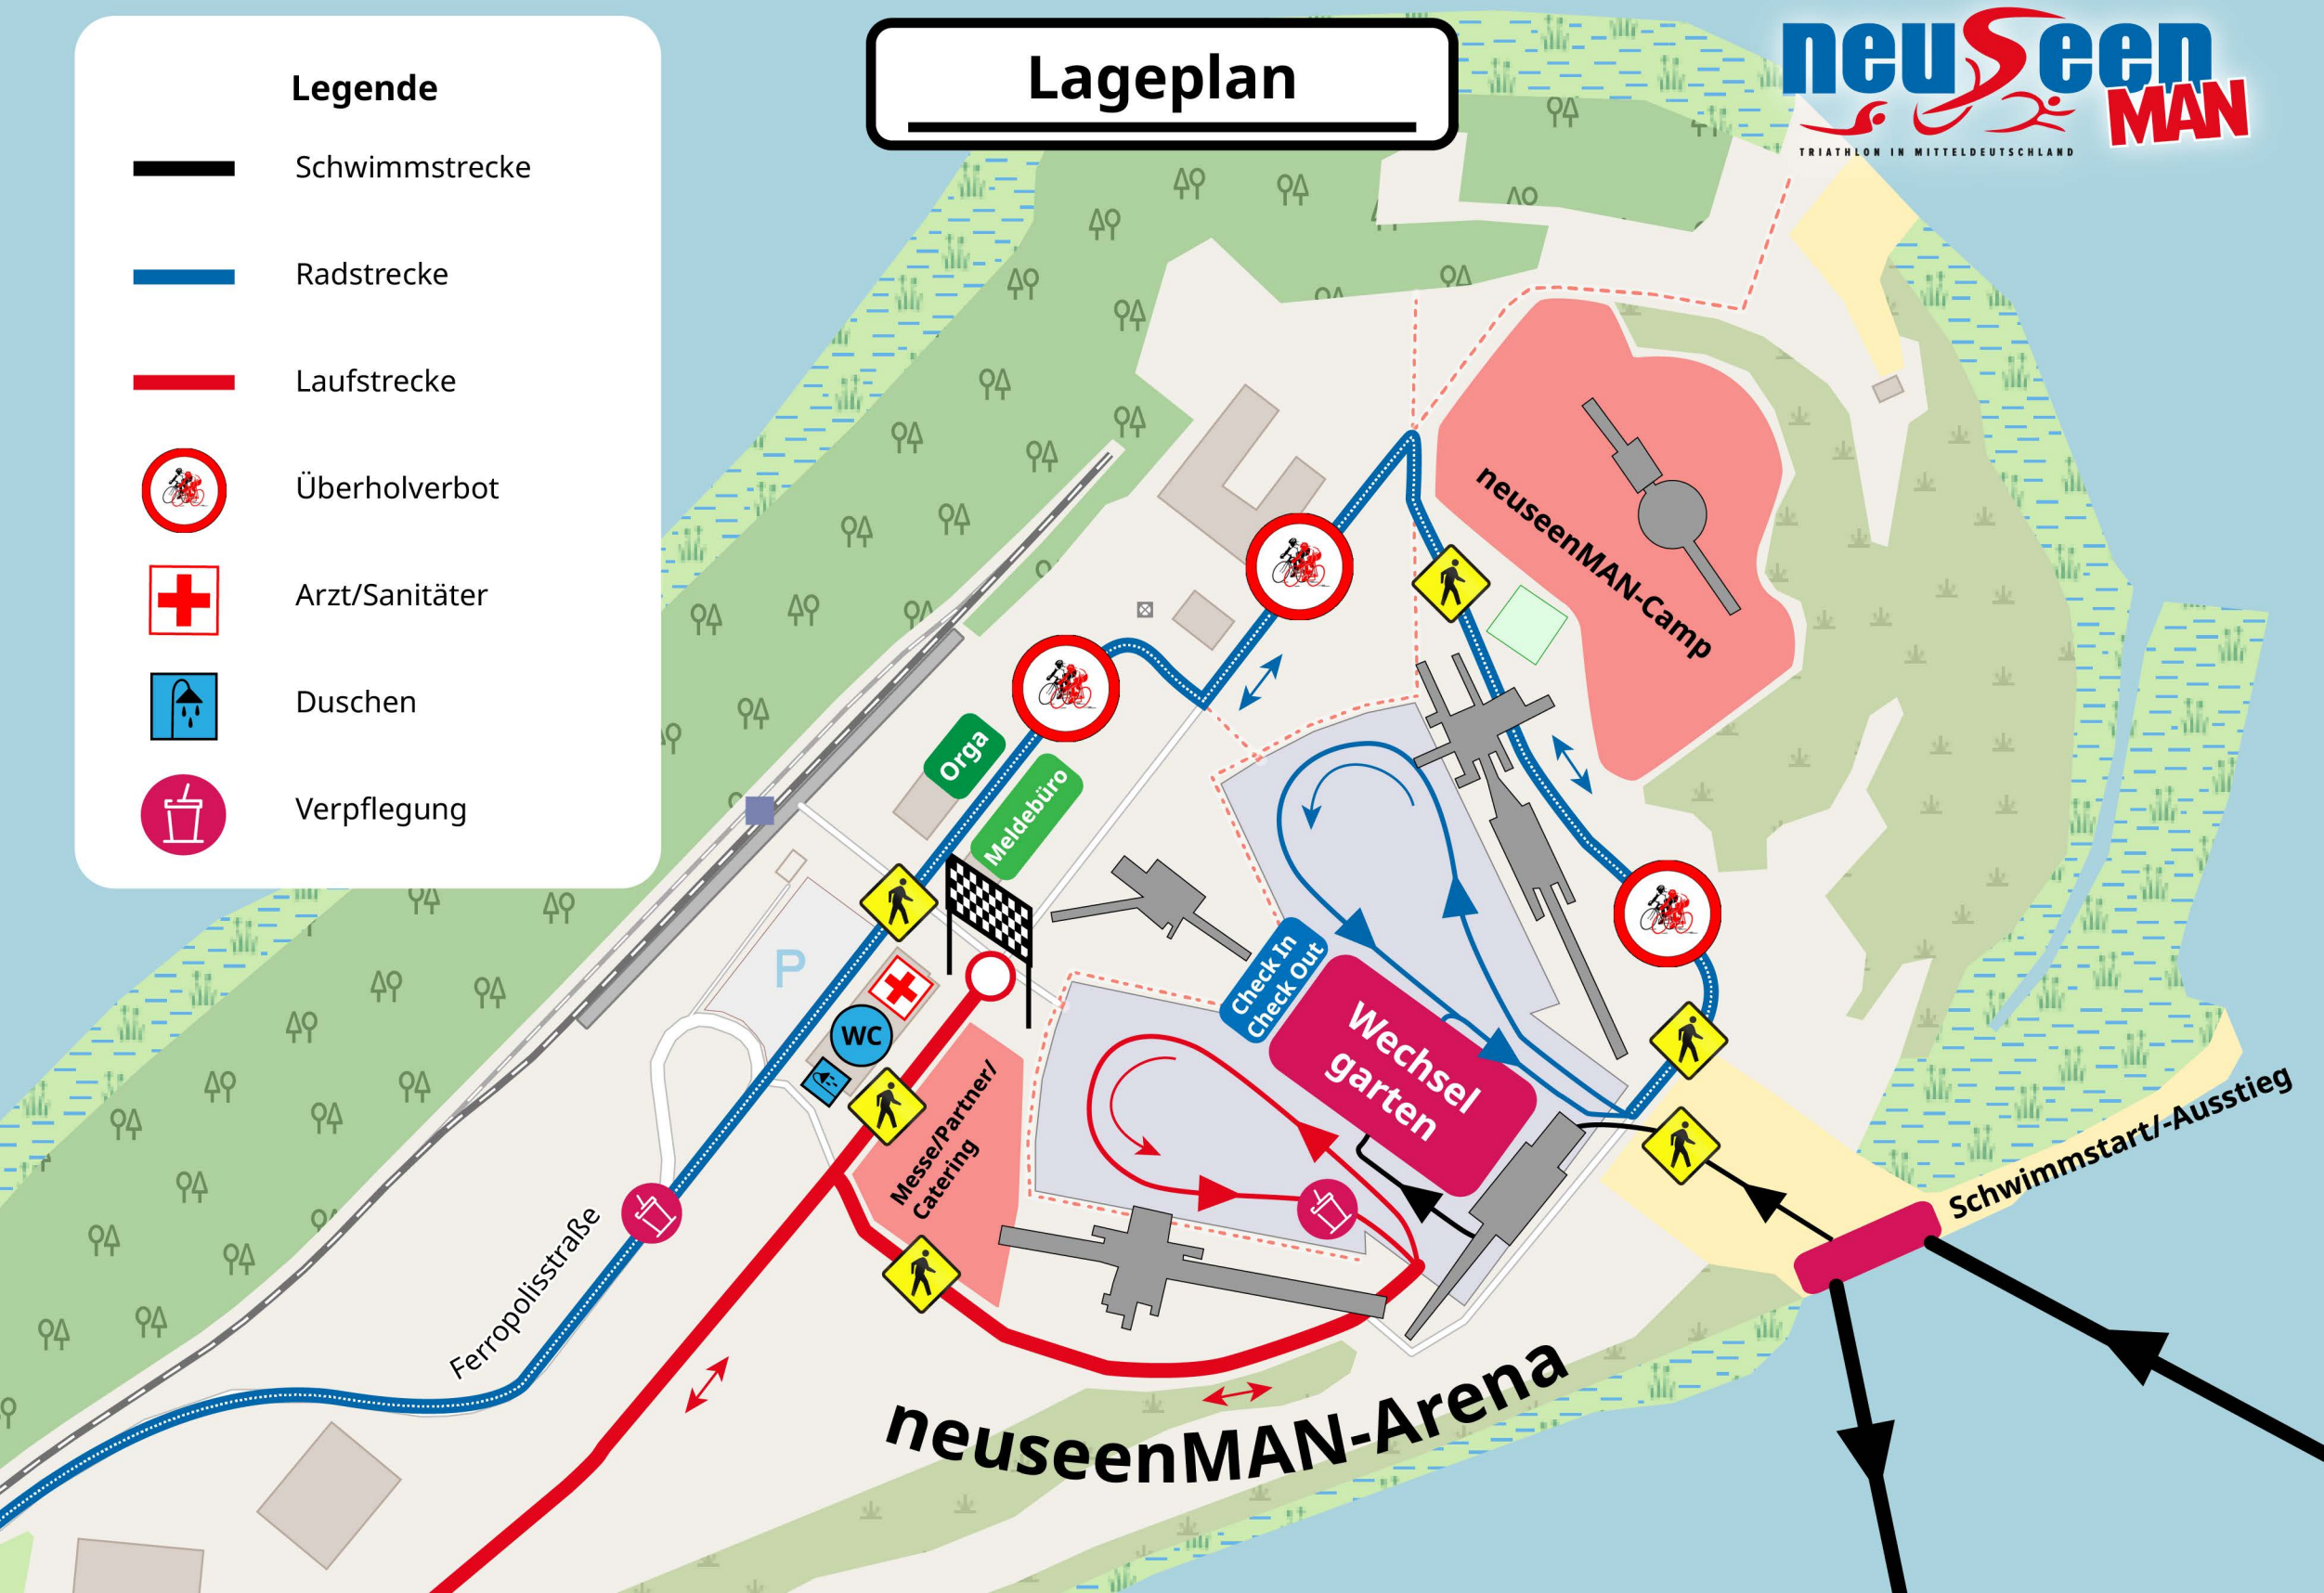 Legende
Schwimmstrecke
Radstrecke
Laufstrecke
Überholverbot
Arzt/Sanitäter
Duschen
Verpflegung
Lageplan
neuseen
MAN
TRIATHLON IN MITTELDEUTSCHLAND
neuseenMAN-Camp
Orga
Meldebüro
P
WC
Check In
Check Out
Wechsel
garten
Messe/Partner/
Catering
Schwimmstart/-Ausstieg
Ferropolisstraße
neuseenMAN-Arena